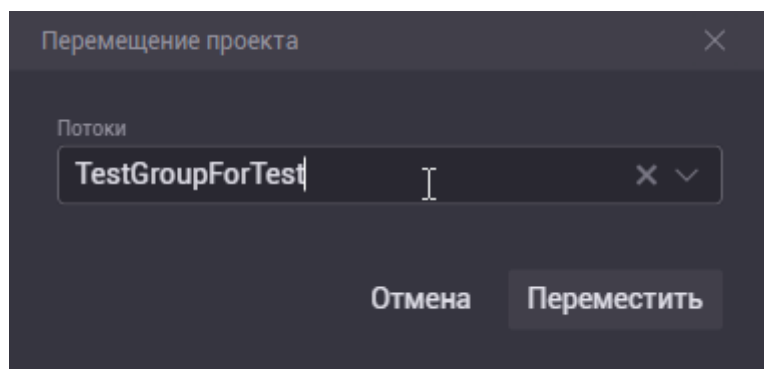 Перемещение проекта
Потоки
TestGroupForTest
Отмена Переместить